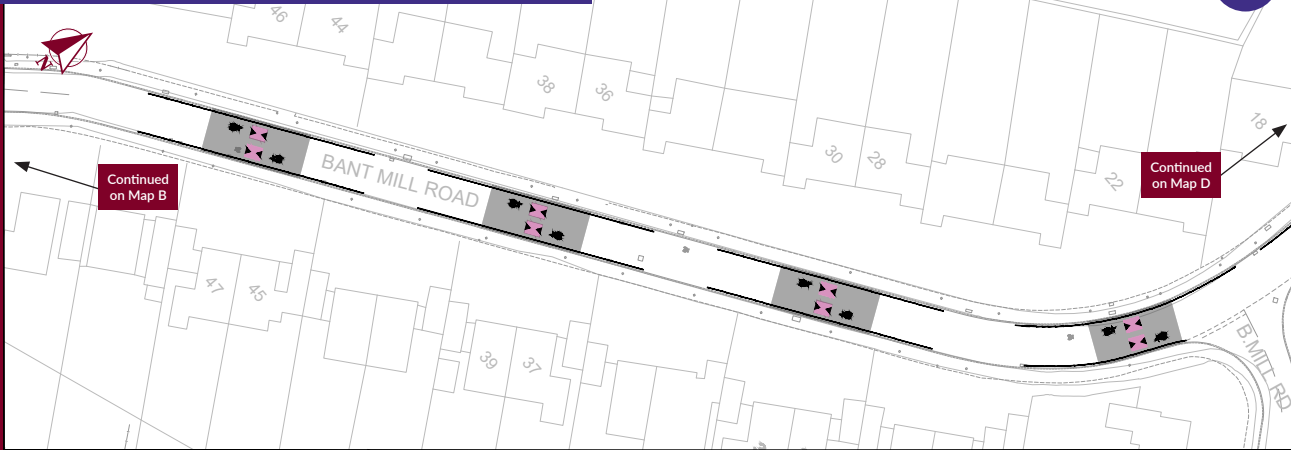 46
44
38
36
N
BANT MILL ROAD
30
28
18
22
Continued
on Map B
Continued
on Map D
47
45
39
37
B.MILL RD